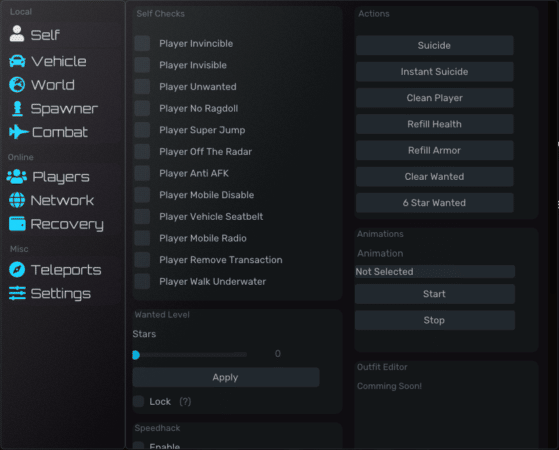 Local
Self
Vehicle
World
Spawner
Combat
Online
Players
Network
Recovery
Misc
Teleports
Settings
Self Checks
Player Invincible
Player Invisible
Player Unwanted
Player No Ragdoll
Player Super Jump
Player Off The Radar
Player Anti AFK
Player Mobile Disable
Player Vehicle Seatbelt
Player Mobile Radio
Player Remove Transaction
Player Walk Underwater
Wanted Level
Stars
0
Apply
Lock (?)
Speedhack
Enable
Actions
Suicide
Instant Suicide
Clean Player
Refill Health
Refill Armor
Clear Wanted
6 Star Wanted
Animations
Animation
Not Selected
Start
Stop
Outfit Editor
Comming Soon!